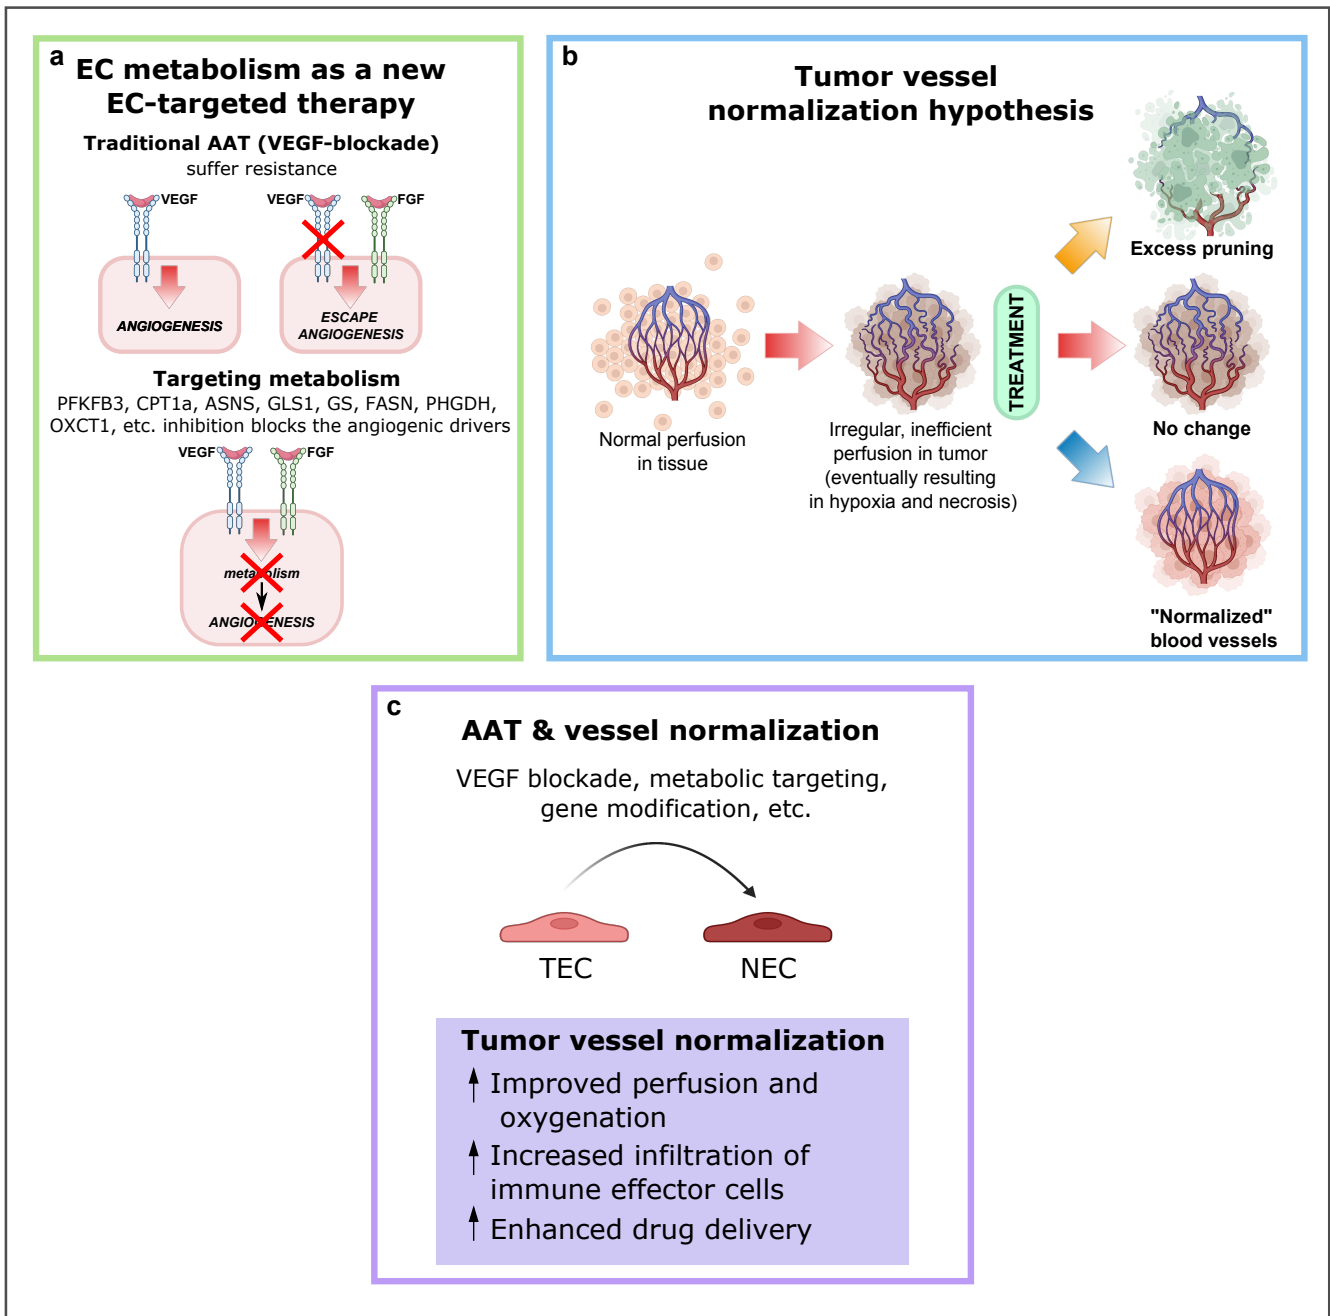 a
EC metabolism as a new
EC-targeted therapy
Traditional AAT (VEGF-blockade)
suffer resistance
VEGF
ANGIOGENESIS
VEGF
FGF
ESCAPE
ANGIOGENESIS
Targeting metabolism
PFKFB3, CPT1a, ASNS, GLS1, GS, FASN, PHGDH,
OXCT1, etc. inhibition blocks the angiogenic drivers
VEGF
FGF
metabolism
ANGIOGENESIS
b
Tumor vessel
normalization hypothesis
Normal perfusion
in tissue
Irregular, inefficient
perfusion in tumor
(eventually resulting
in hypoxia and necrosis)
TREATMENT
Excess pruning
No change
"Normalized"
blood vessels
c
AAT & vessel normalization
VEGF blockade, metabolic targeting,
gene modification, etc.
TEC
NEC
Tumor vessel normalization
Improved perfusion and
oxygenation
Increased infiltration of
immune effector cells
Enhanced drug delivery